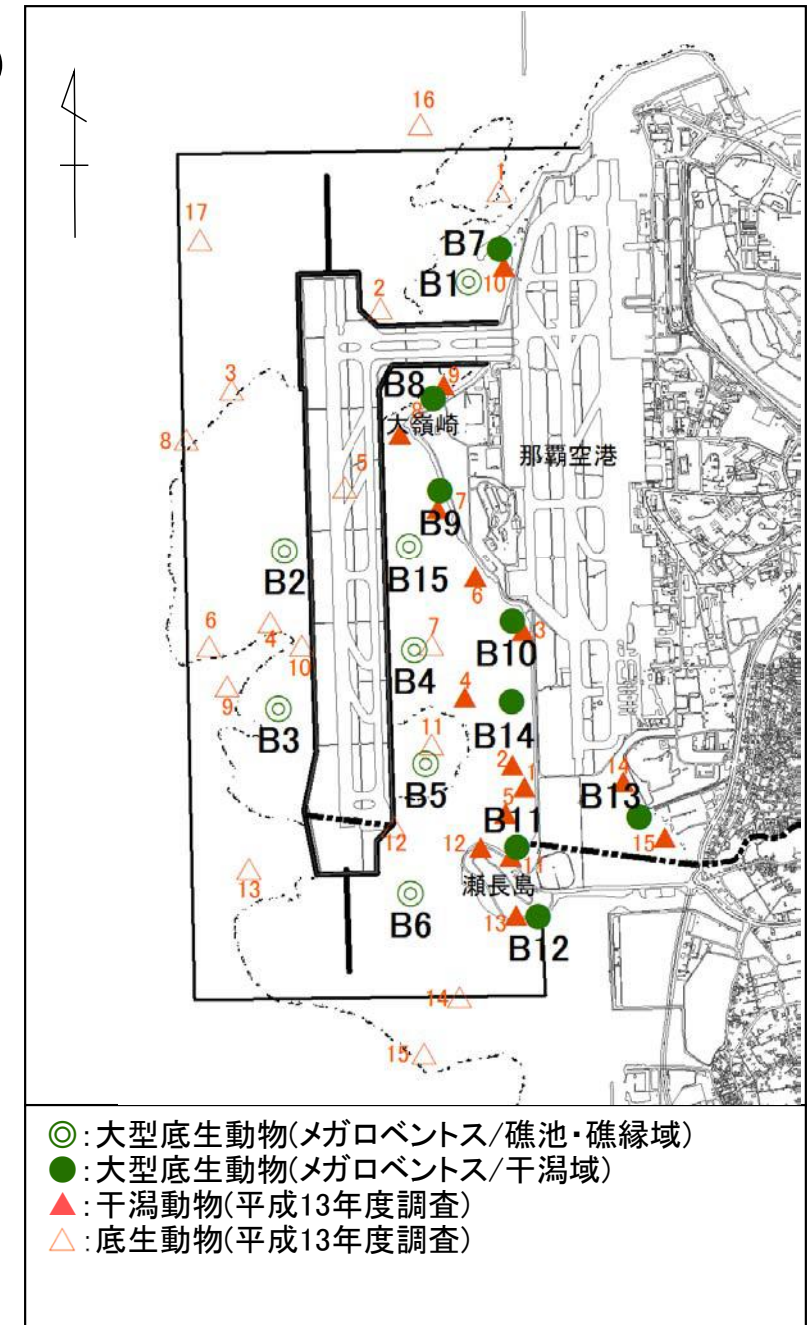 )
16
1
17
B7
10
B1
2
3
9
B8
8
8
大嶺崎
那覇空港
5
7
B9
B2
B15
6
6
4
10
7
3
B10
B4
9
4
B3
B14
11
2
14
B5
1
B13
5
B11
12
12
15
11
瀬長島
13
B6
13
B12
14
15
◎:大型底生動物(メガロベントス/礁池・礁縁域)
●:大型底生動物(メガロベントス/干潟域)
▲:干潟動物(平成13年度調査)
△:底生動物(平成13年度調査)